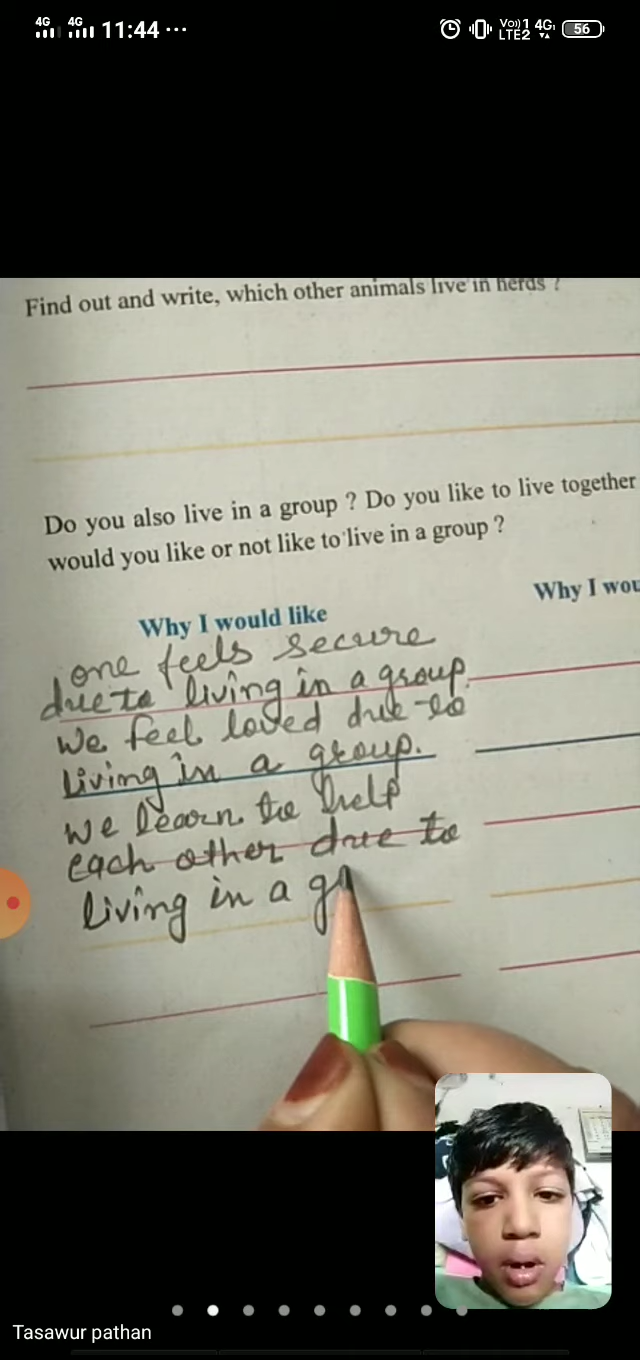 4G 4G 11:44 ... Vo)) 1 LTE2 4G 56
Find out and write, which other animals live in herds ?
Do you also live in a group ? Do you like to live together
would you like or not like to live in a group ?
Why I would like
Why I wou
one feels secure
due to living in a group
We feel loved due to
living in a group.
we learn to help
each other due to
living in a g
Tasawur pathan